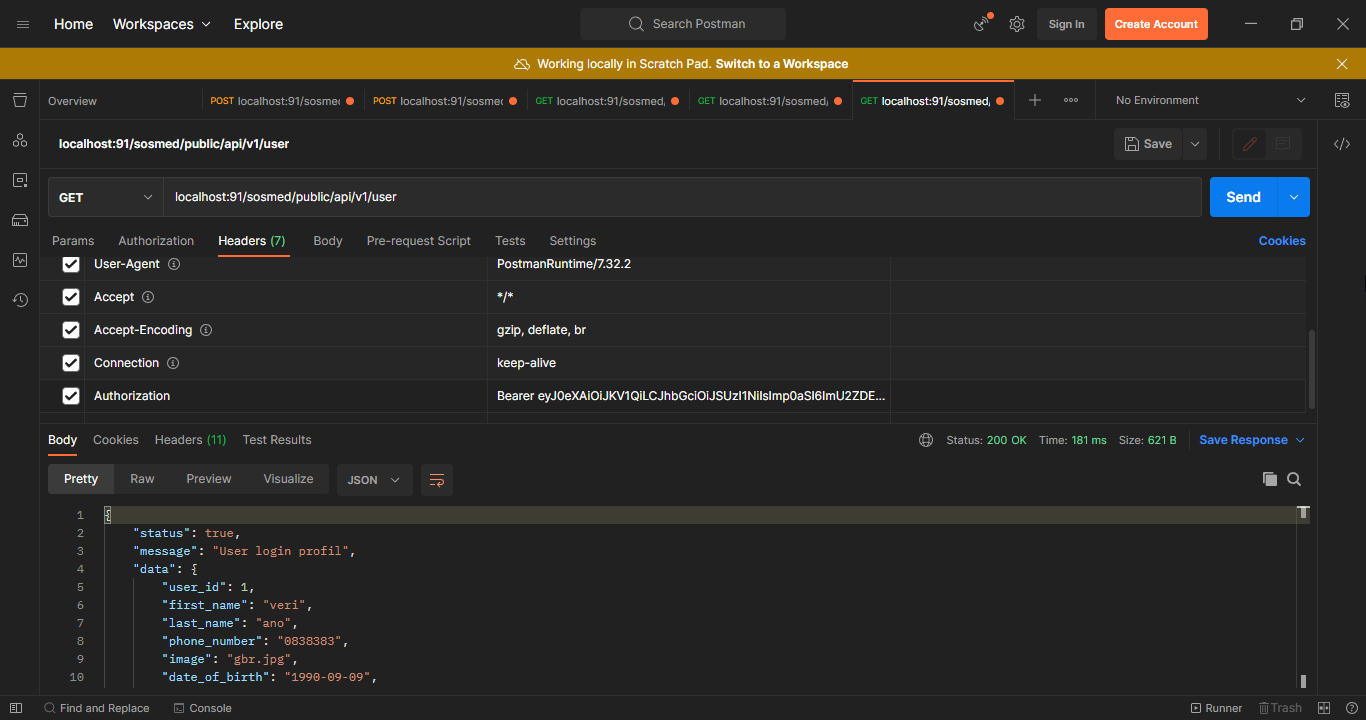 Home Workspaces Explore Search Postman Sign In Create Account
Working locally in Scratch Pad. Switch to a Workspace
Overview POST localhost:91/sosmed POST localhost:91/sosmed GET localhost:91/sosmed/ GET localhost:91/sosmed/ GET localhost:91/sosmed/ No Environment
localhost:91/sosmed/public/api/v1/user Save
GET localhost:91/sosmed/public/api/v1/user Send
Params Authorization Headers (7) Body Pre-request Script Tests Settings Cookies
User-Agent PostmanRuntime/7.32.2
Accept */*
Accept-Encoding gzip, deflate, br
Connection keep-alive
Authorization Bearer eyJ0eXAiOiJKV1QiLCJhbGciOiJSUzI1NiIsImp0aSI6ImU2ZDE...
Body Cookies Headers (11) Test Results Status: 200 OK Time: 181 ms Size: 621 B Save Response
Pretty Raw Preview Visualize JSON
1 {
2 "status": true,
3 "message": "User login profil",
4 "data": {
5 "user_id": 1,
6 "first_name": "veri",
7 "last_name": "ano",
8 "phone_number": "0838383",
9 "image": "gbr.jpg",
10 "date_of_birth": "1990-09-09",
Find and Replace Console Runner Trash